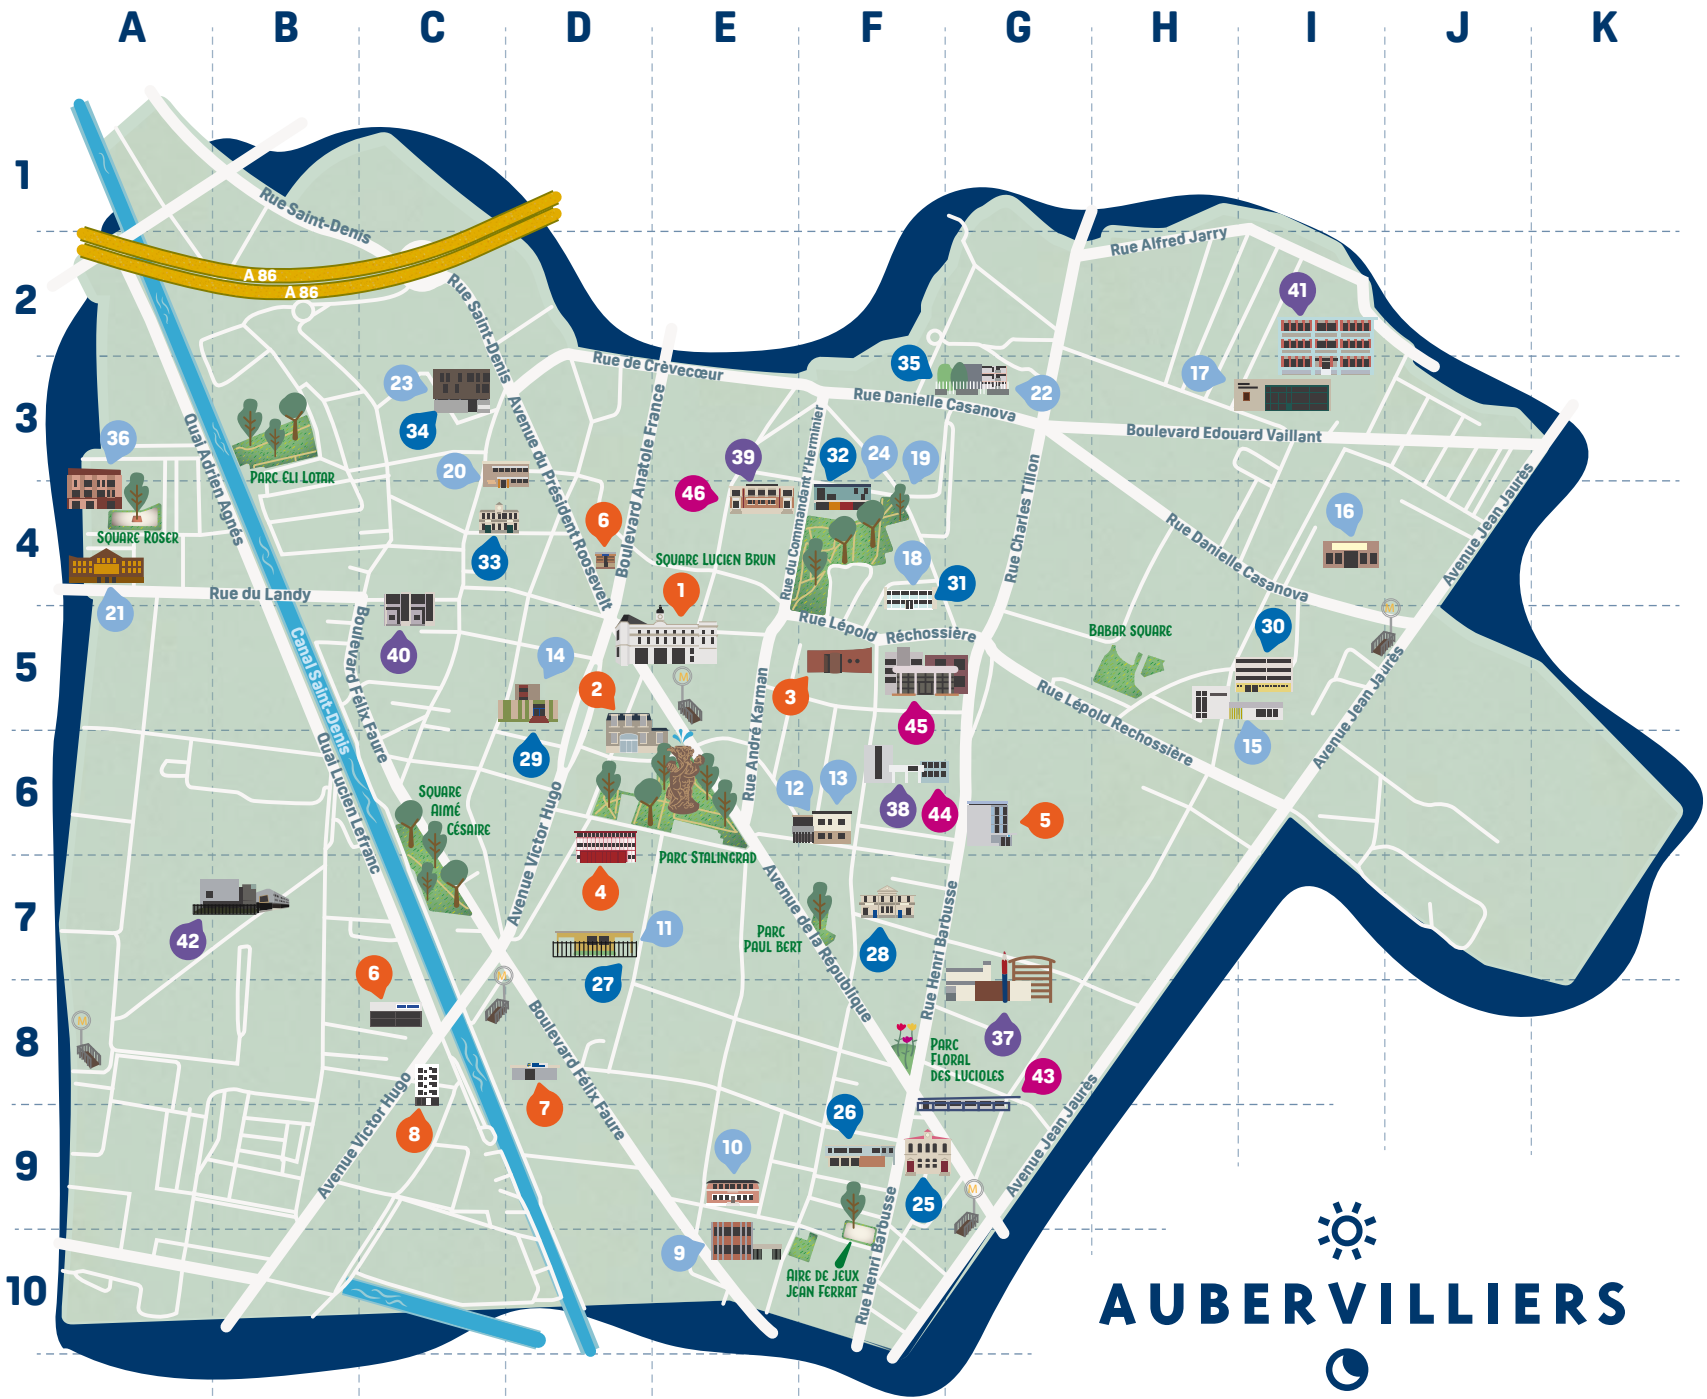 A B C D E F G H I J K
1
Rue Saint-Denis
Rue Alfred Jarry
A 86
A 86
2
Rue Saint-Denis
41
Rue de Crèvecœur
35
17
23
22
Rue Danielle Casanova
3
34
Boulevard Edouard Vaillant
36
Quai Adrien Agnés
Avenue du Président Roosevelt
Boulevard Anatole France
Rue du Commandant l'Herminier
39
32
24
19
20
Parc Eli Lotar
46
Rue Charles Tillon
16
6
4
Square Roser
33
Square Lucien Brun
18
31
Rue Danielle Casanova
Avenue Jean Jaurès
1
21
Rue du Landy
Canal Saint-Denis
Boulevard Félix Faure
Rue Lépold Réchossière
Babar Square
30
M
5
40
14
2
M
3
45
Rue André Karman
Rue Lépold Rechossière
Avenue Jean Jaurès
15
29
Quai Lucien Lefranc
6
Square
Aimé
Césaire
Avenue Victor Hugo
12
13
38
44
5
Parc Stalingrad
4
7
42
11
Parc
Paul Bert
Avenue de la République
28
Rue Henri Barbusse
6
27
M
37
8
M
Boulevard Félix Faure
Parc
Floral
des Lucioles
43
7
26
8
Avenue Victor Hugo
9
10
25
M
Avenue Jean Jaurès
9
Rue Henri Barbusse
10
Aire de jeux
Jean Ferrat
AUBERVILLIERS